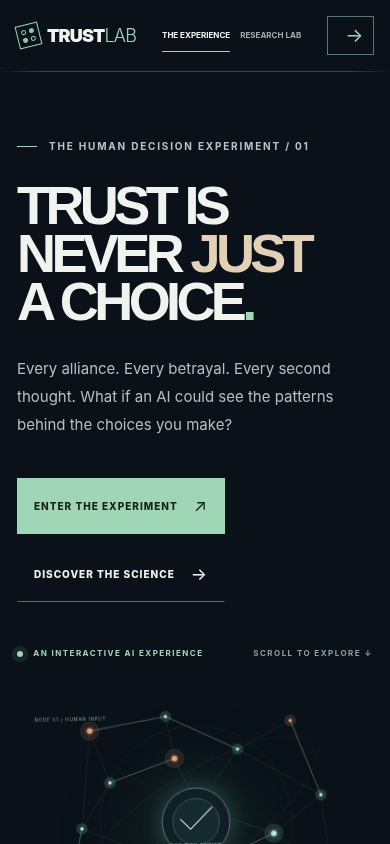 TRUSTLAB
THE EXPERIENCE
RESEARCH LAB
THE HUMAN DECISION EXPERIMENT / 01
TRUST IS
NEVER JUST
A CHOICE.
Every alliance. Every betrayal. Every second
thought. What if an AI could see the patterns
behind the choices you make?
ENTER THE EXPERIMENT ↗
DISCOVER THE SCIENCE →
AN INTERACTIVE AI EXPERIENCE
SCROLL TO EXPLORE ↓
NODE 01 / HUMAN INPUT